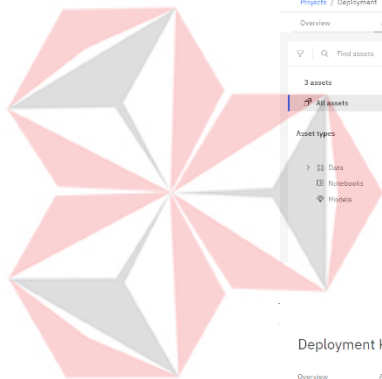 Projects / Deployment
Overview
Find assets
3 assets
All assets
Asset types
Data
Notebooks
Models
Deployment
Overview